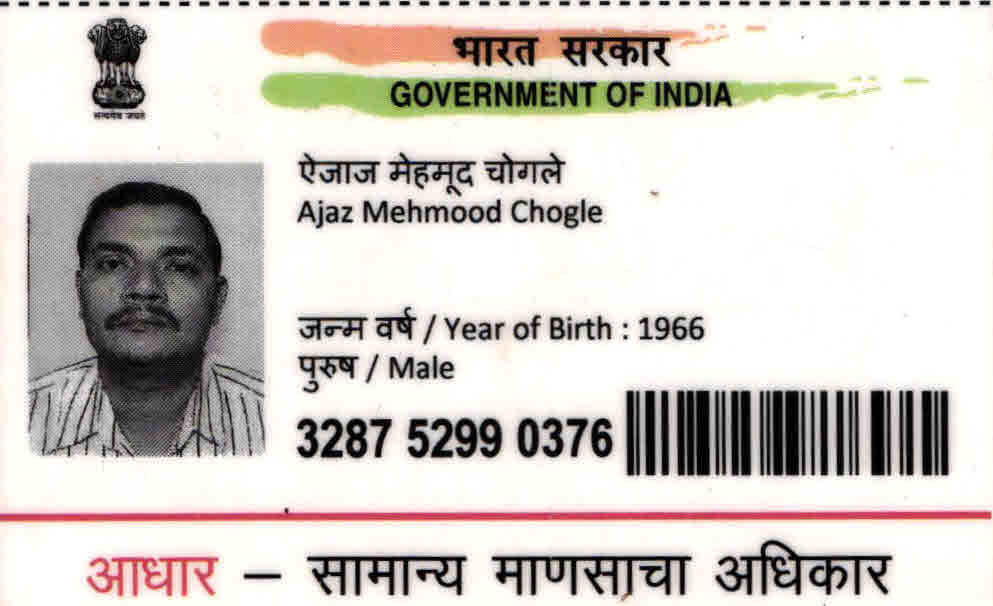 भारत सरकार
GOVERNMENT OF INDIA
सत्यमेव जयते
ऐजाज मेहमूद चोगले
Ajaz Mehmood Chogle
जन्म वर्ष / Year of Birth : 1966
पुरुष / Male
3287 5299 0376
आधार – सामान्य माणसाचा अधिकार